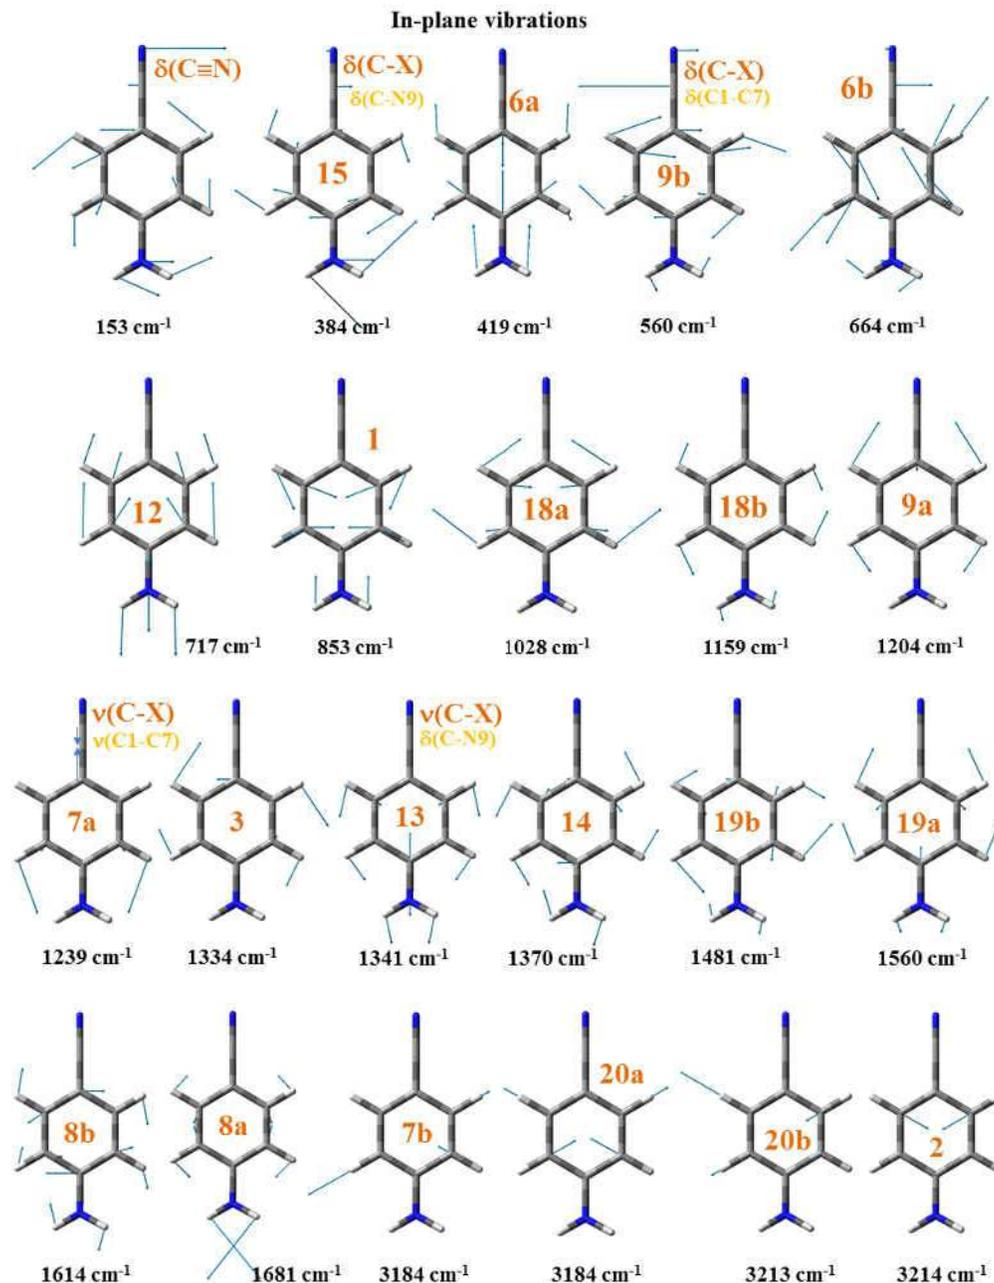 In-plane vibrations
δ(C≡N)
δ(C-X)
δ(C-N9)
15
6a
δ(C-X)
δ(C1-C7)
9b
6b
153 cm⁻¹
384 cm⁻¹
419 cm⁻¹
560 cm⁻¹
664 cm⁻¹
12
1
18a
18b
9a
717 cm⁻¹
853 cm⁻¹
1028 cm⁻¹
1159 cm⁻¹
1204 cm⁻¹
ν(C-X)
ν(C1-C7)
7a
3
ν(C-X)
δ(C-N9)
13
14
19b
19a
1239 cm⁻¹
1334 cm⁻¹
1341 cm⁻¹
1370 cm⁻¹
1481 cm⁻¹
1560 cm⁻¹
8b
8a
7b
20a
20b
2
1614 cm⁻¹
1681 cm⁻¹
3184 cm⁻¹
3184 cm⁻¹
3213 cm⁻¹
3214 cm⁻¹